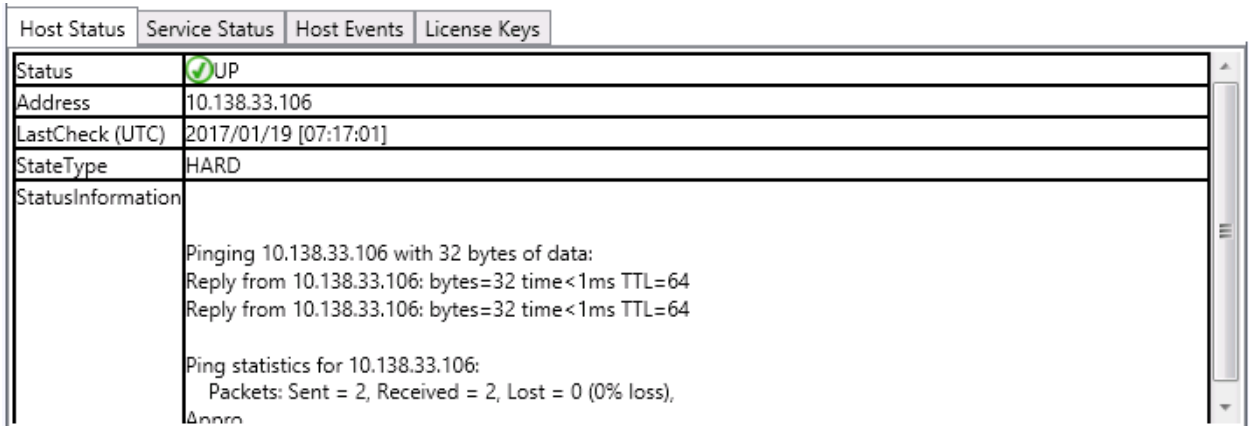 Host Status Service Status Host Events License Keys
Status UP
Address 10.138.33.106
LastCheck (UTC) 2017/01/19 [07:17:01]
StateType HARD
StatusInformation
Pinging 10.138.33.106 with 32 bytes of data:
Reply from 10.138.33.106: bytes=32 time<1ms TTL=64
Reply from 10.138.33.106: bytes=32 time<1ms TTL=64
Ping statistics for 10.138.33.106:
Packets: Sent = 2, Received = 2, Lost = 0 (0% loss),
Appro